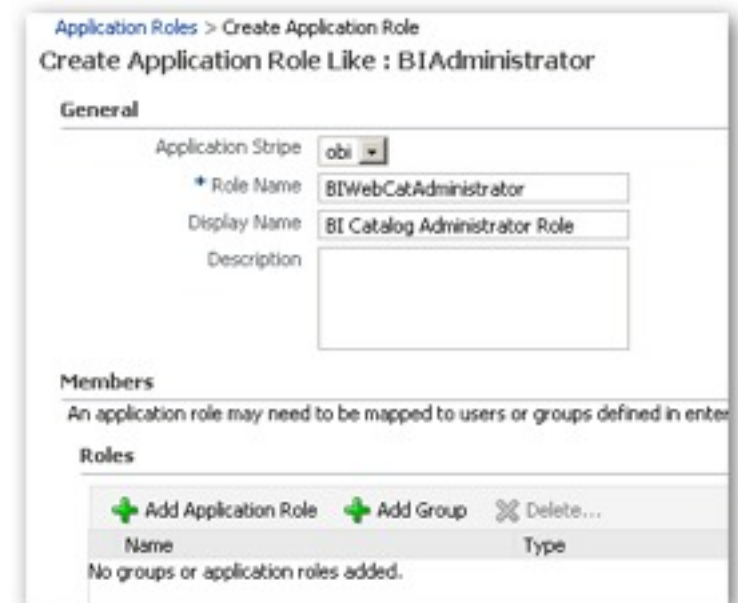 Application Roles > Create Application Role
Create Application Role Like : BIAdministrator
General
Application Stripe obi
* Role Name BIWebCatAdministrator
Display Name BI Catalog Administrator Role
Description
Members
An application role may need to be mapped to users or groups defined in enter
Roles
Add Application Role Add Group Delete...
Name Type
No groups or application roles added.